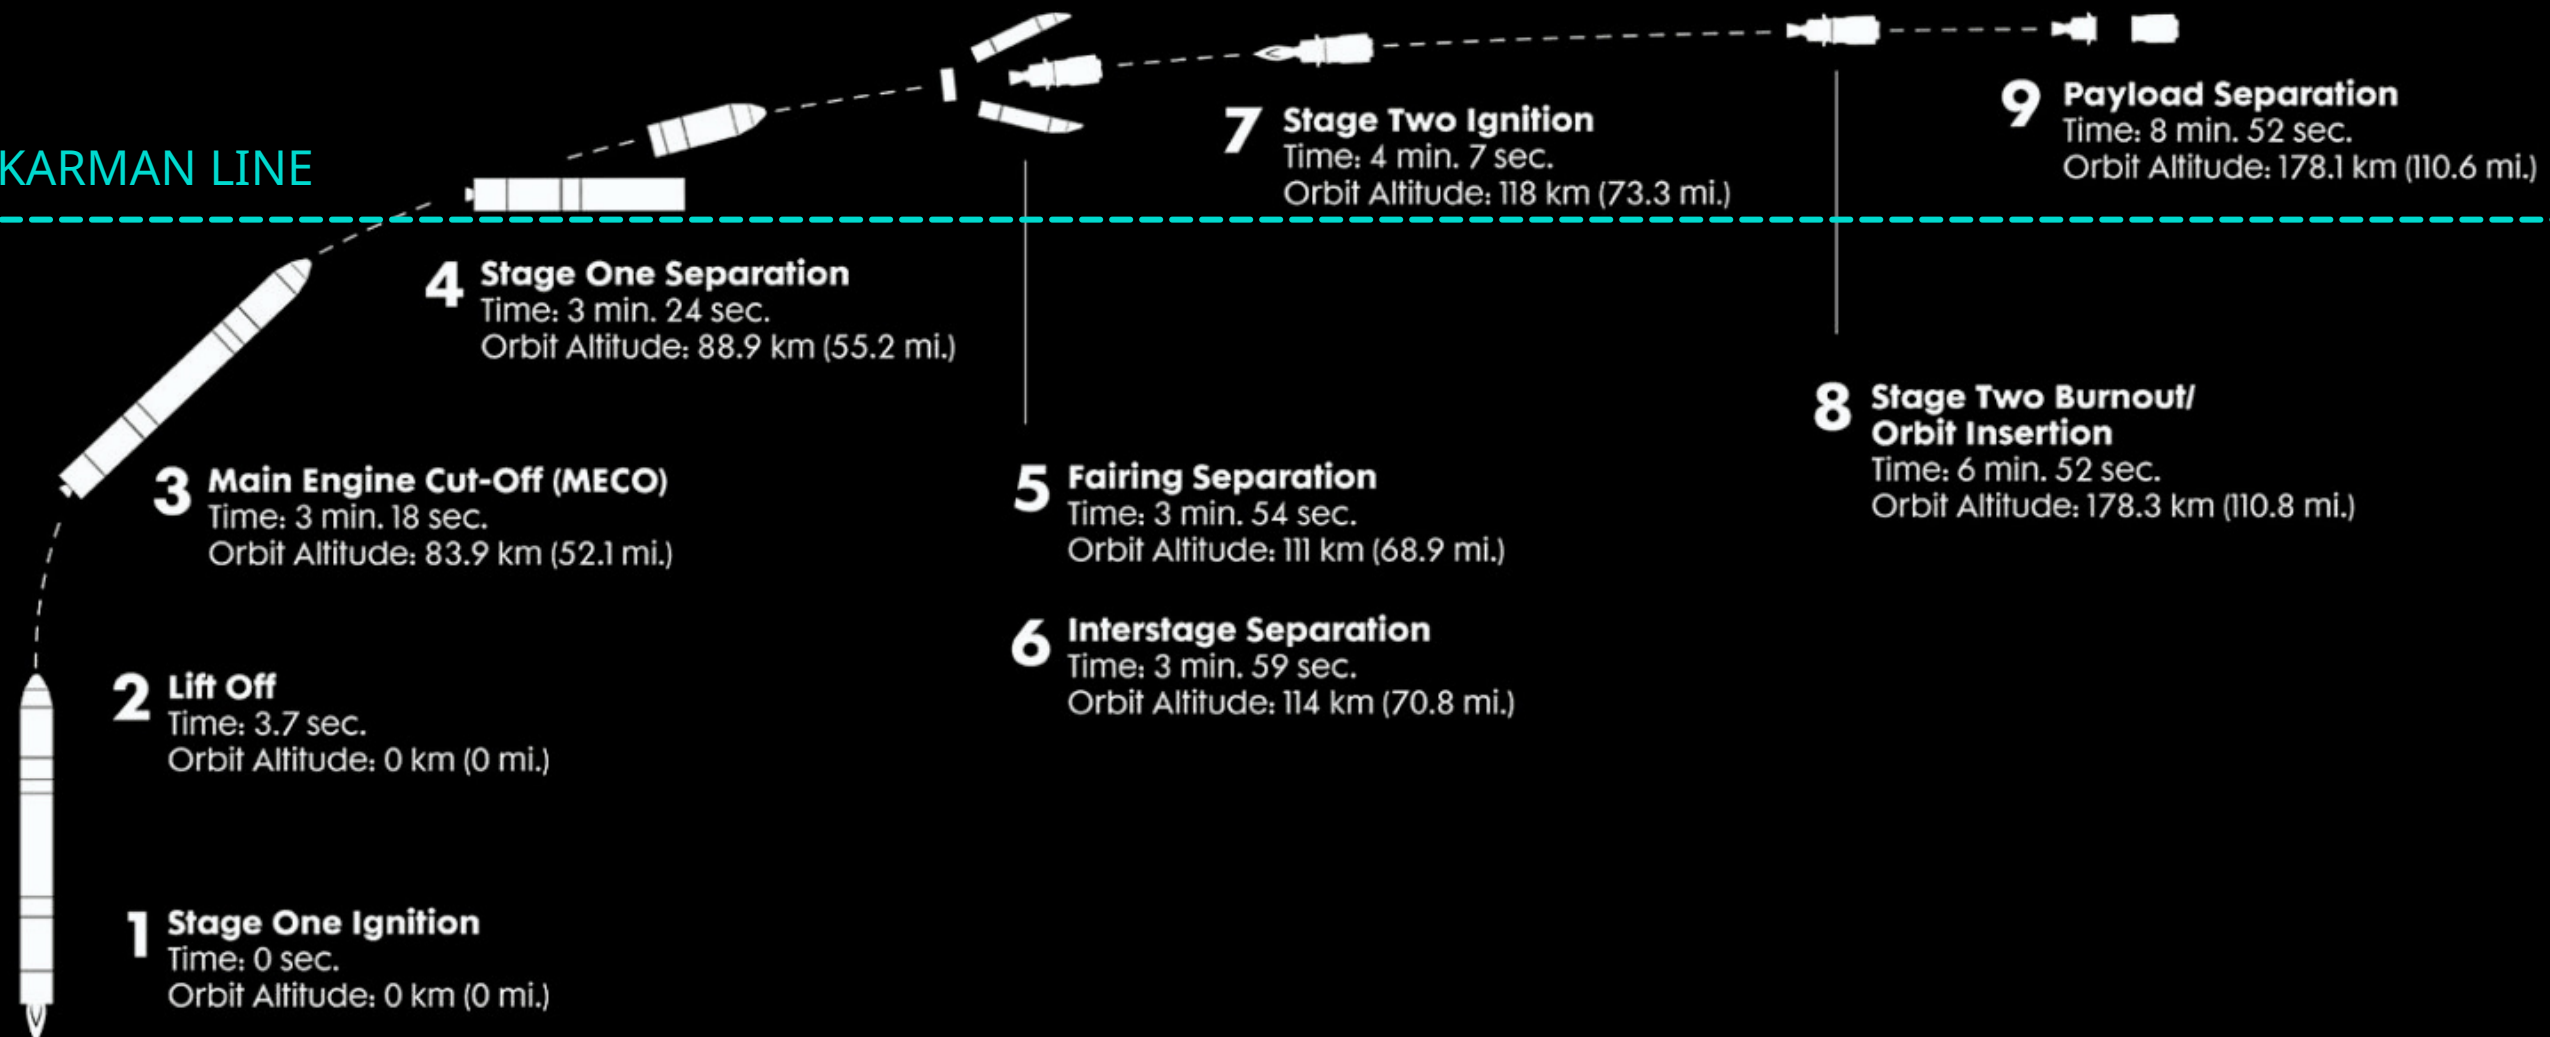 KARMAN LINE
1 Stage One Ignition
Time: 0 sec.
Orbit Altitude: 0 km (0 mi.)
2 Lift Off
Time: 3.7 sec.
Orbit Altitude: 0 km (0 mi.)
3 Main Engine Cut-Off (MECO)
Time: 3 min. 18 sec.
Orbit Altitude: 83.9 km (52.1 mi.)
4 Stage One Separation
Time: 3 min. 24 sec.
Orbit Altitude: 88.9 km (55.2 mi.)
5 Fairing Separation
Time: 3 min. 54 sec.
Orbit Altitude: 111 km (68.9 mi.)
6 Interstage Separation
Time: 3 min. 59 sec.
Orbit Altitude: 114 km (70.8 mi.)
7 Stage Two Ignition
Time: 4 min. 7 sec.
Orbit Altitude: 118 km (73.3 mi.)
8 Stage Two Burnout/
Orbit Insertion
Time: 6 min. 52 sec.
Orbit Altitude: 178.3 km (110.8 mi.)
9 Payload Separation
Time: 8 min. 52 sec.
Orbit Altitude: 178.1 km (110.6 mi.)